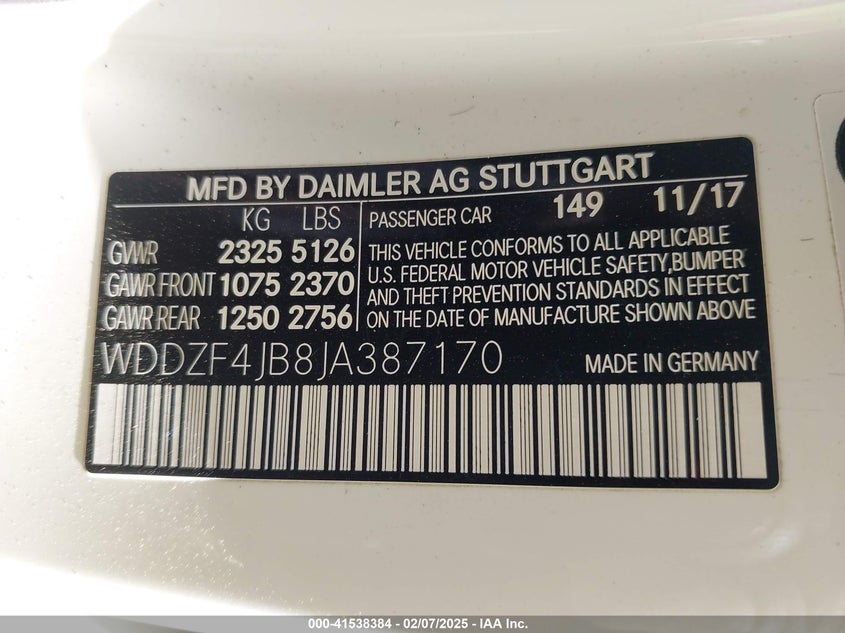 MFD BY DAIMLER AG STUTTGART
KG LBS
PASSENGER CAR 149 11/17
GVWR 2325 5126
GAWR FRONT 1075 2370
GAWR REAR 1250 2756
THIS VEHICLE CONFORMS TO ALL APPLICABLE
U.S. FEDERAL MOTOR VEHICLE SAFETY,BUMPER
AND THEFT PREVENTION STANDARDS IN EFFECT
ON THE DATE OF MANUFACTURE SHOWN ABOVE
WDDZF4JB8JA387170
MADE IN GERMANY
000-41538384 - 02/07/2025 - IAA Inc.